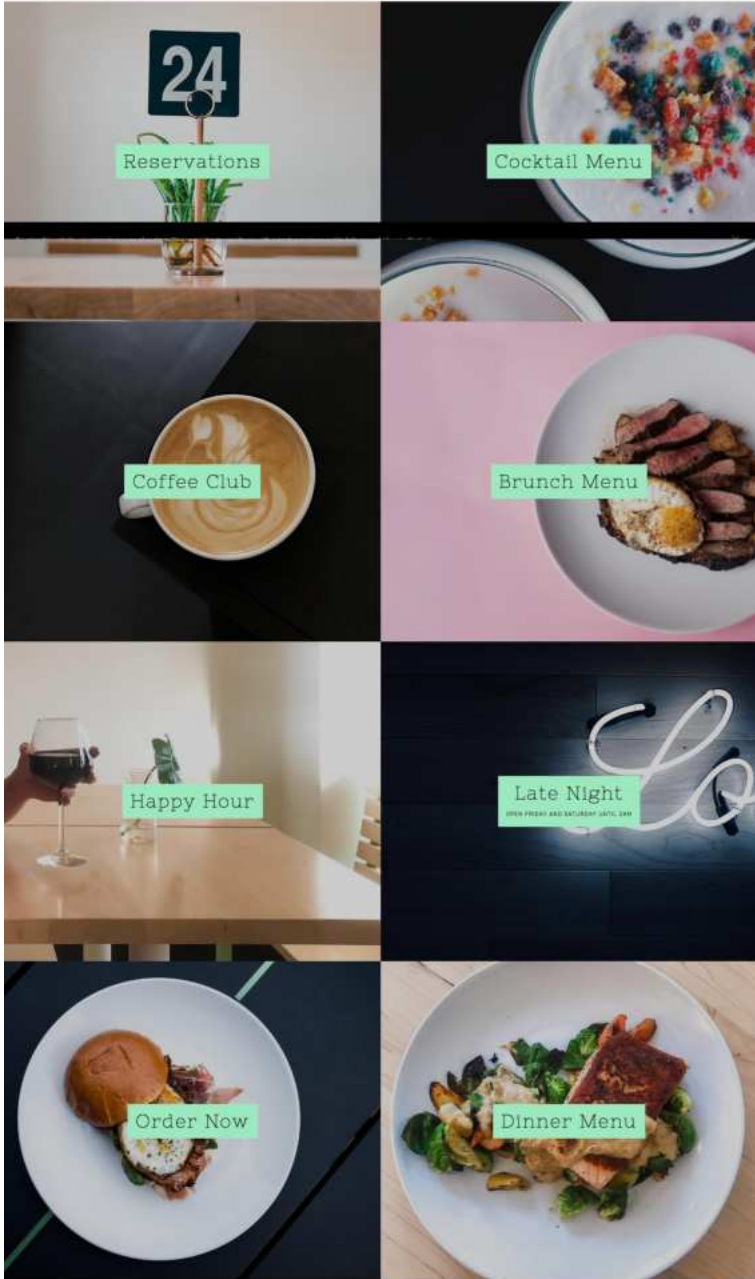 24
Reservations
Cocktail Menu
Coffee Club
Brunch Menu
Happy Hour
Late Night
OPEN FRIDAY AND SATURDAY UNTIL 2AM
Lo
Order Now
Dinner Menu